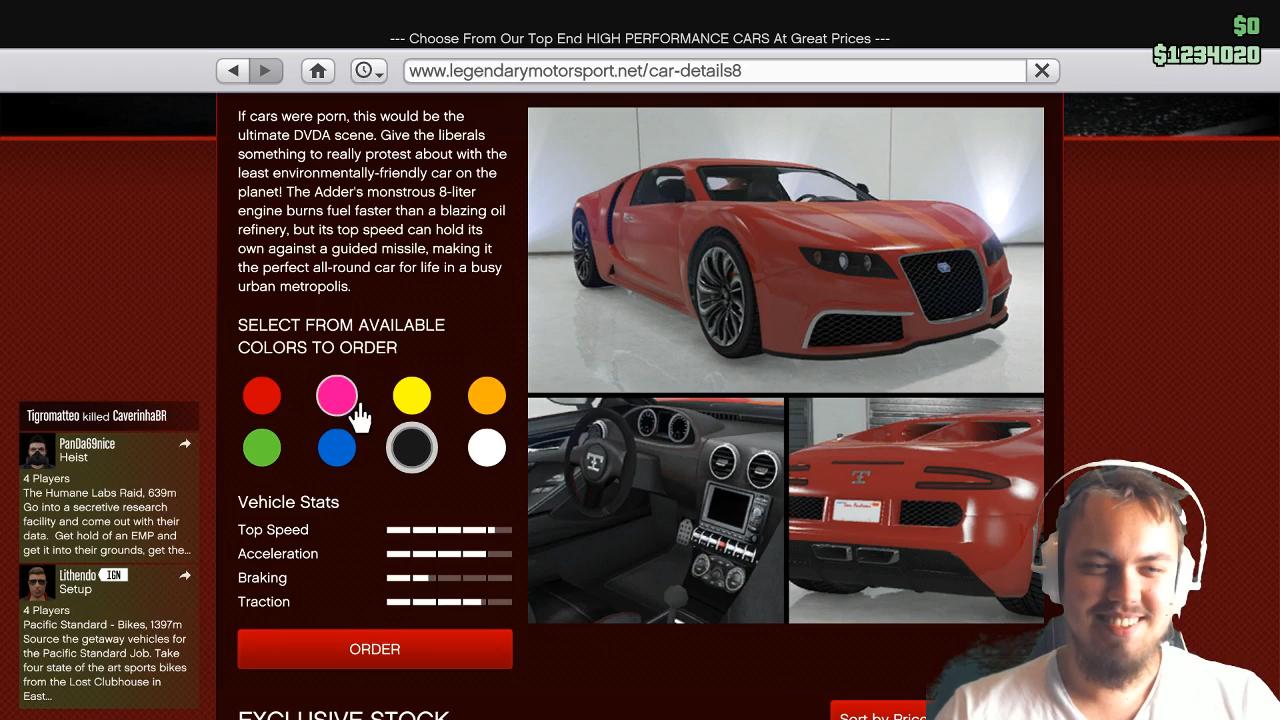 --- Choose From Our Top End HIGH PERFORMANCE CARS At Great Prices ---
$0
$1234020
www.legendarymotorsport.net/car-details8
If cars were porn, this would be the
ultimate DVDA scene. Give the liberals
something to really protest about with the
least environmentally-friendly car on the
planet! The Adder's monstrous 8-liter
engine burns fuel faster than a blazing oil
refinery, but its top speed can hold its
own against a guided missile, making it
the perfect all-round car for life in a busy
urban metropolis.
SELECT FROM AVAILABLE
COLORS TO ORDER
Vehicle Stats
Top Speed
Acceleration
Braking
Traction
ORDER
EXCLUSIVE STOCK
Sort by Price
Tigromatteo killed CaverinhaBR
PanDa69nice
Heist
4 Players
The Humane Labs Raid, 639m
Go into a secretive research
facility and come out with their
data. Get hold of an EMP and
get it into their grounds, get the...
Lithendo IGN
Setup
4 Players
Pacific Standard - Bikes, 1397m
Source the getaway vehicles for
the Pacific Standard Job. Take
four state of the art sports bikes
from the Lost Clubhouse in
East...